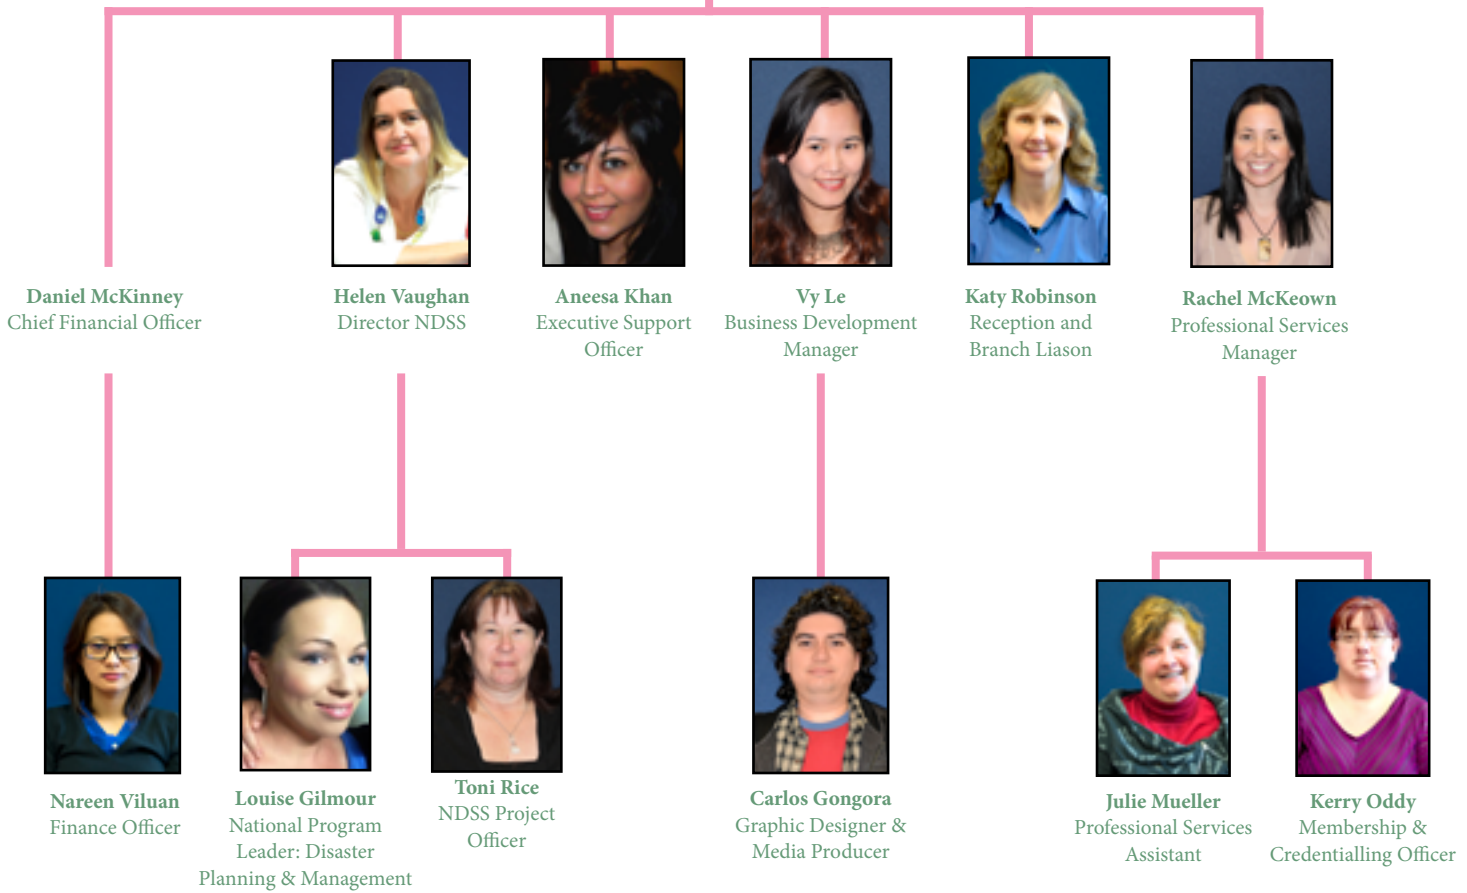 Daniel McKinney
Chief Financial Officer
Helen Vaughan
Director NDSS
Aneesa Khan
Executive Support
Officer
Vy Le
Business Development
Manager
Katy Robinson
Reception and
Branch Liason
Rachel McKeown
Professional Services
Manager
Nareen Viluan
Finance Officer
Louise Gilmour
National Program
Leader: Disaster
Planning & Management
Toni Rice
NDSS Project
Officer
Carlos Gongora
Graphic Designer &
Media Producer
Julie Mueller
Professional Services
Assistant
Kerry Oddy
Membership &
Credentialling Officer